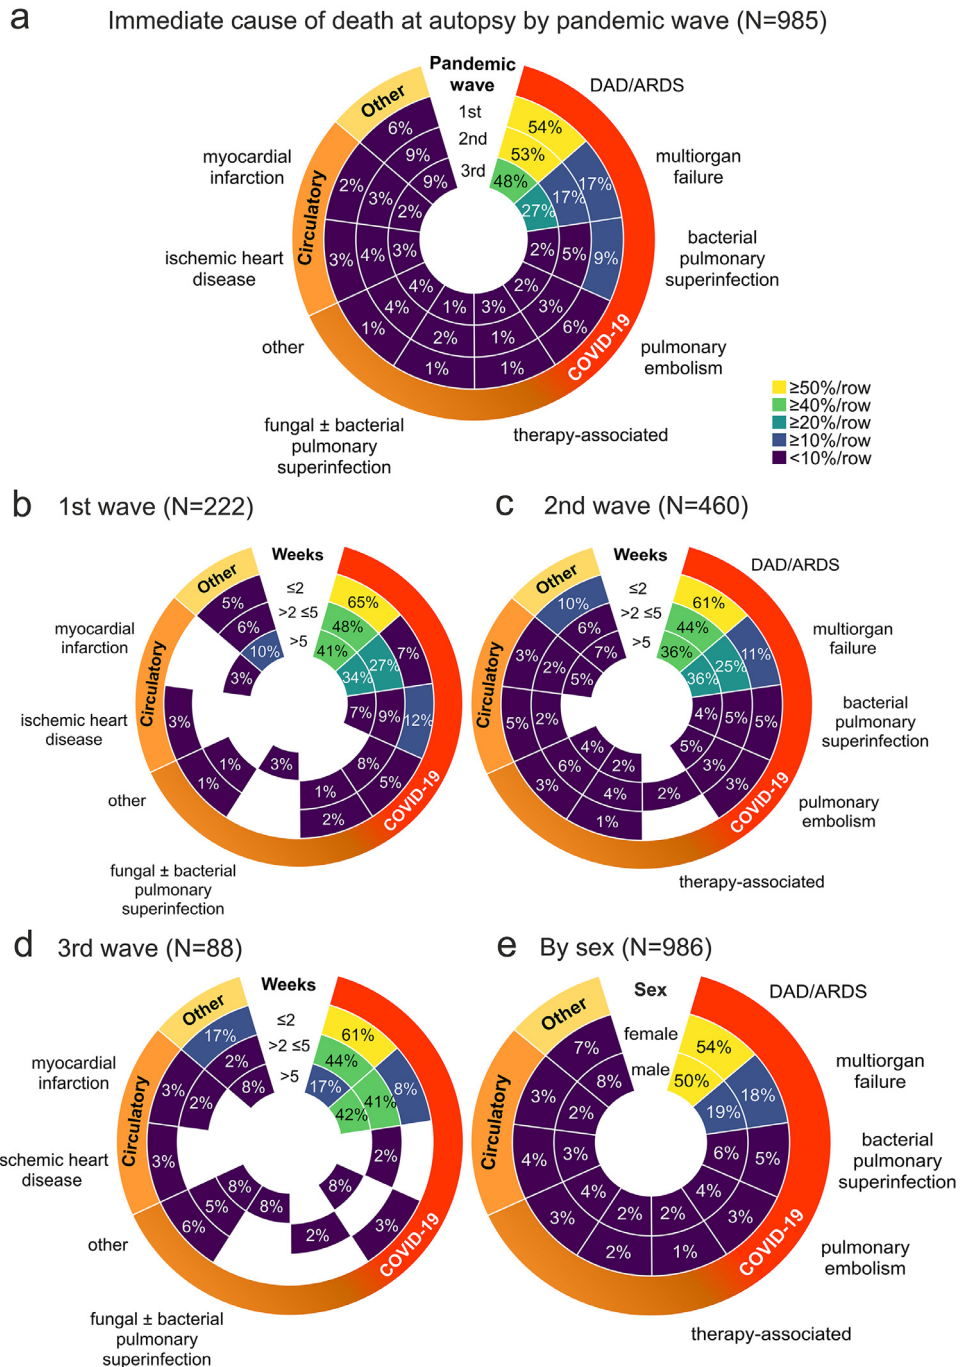 a Immediate cause of death at autopsy by pandemic wave (N=985)
Pandemic
wave
1st
2nd
3rd
DAD/ARDS
multiorgan
failure
bacterial
pulmonary
superinfection
pulmonary
embolism
therapy-associated
fungal ± bacterial
pulmonary
superinfection
other
ischemic heart
disease
myocardial
infarction
Other
Circulatory
COVID-19
54% 17% 9% 6% 1% 1% 1% 3% 2% 6%
53% 17% 5% 3% 1% 2% 4% 4% 3% 9%
48% 27% 2% 2% 3% 1% 4% 3% 2% 9%
≥50%/row
≥40%/row
≥20%/row
≥10%/row
<10%/row
b 1st wave (N=222)
Weeks
≤2
>2 ≤5
>5
Other
Circulatory
COVID-19
myocardial
infarction
ischemic heart
disease
other
fungal ± bacterial
pulmonary
superinfection
65% 7% 12% 5% 2% 1% 3% 5%
48% 27% 9% 8% 1% 1% 6%
41% 34% 7% 3% 3% 10%
c 2nd wave (N=460)
Weeks
≤2
>2 ≤5
>5
Other
Circulatory
COVID-19
DAD/ARDS
multiorgan
failure
bacterial
pulmonary
superinfection
pulmonary
embolism
therapy-associated
61% 11% 5% 3% 1% 3% 5% 3% 10%
44% 25% 5% 3% 2% 4% 6% 2% 2% 6%
36% 36% 4% 5% 2% 4% 5% 7%
d 3rd wave (N=88)
Weeks
≤2
>2 ≤5
>5
Other
Circulatory
COVID-19
myocardial
infarction
schemic heart
disease
other
fungal ± bacterial
pulmonary
superinfection
61% 8% 3% 6% 3% 3% 17%
44% 41% 2% 2% 5% 2% 2%
17% 42% 8% 8% 8% 8%
e By sex (N=986)
Sex
female
male
Other
Circulatory
COVID-19
DAD/ARDS
multiorgan
failure
bacterial
pulmonary
superinfection
pulmonary
embolism
therapy-associated
54% 18% 5% 3% 1% 2% 3% 4% 3% 7%
50% 19% 6% 4% 2% 2% 4% 3% 2% 8%